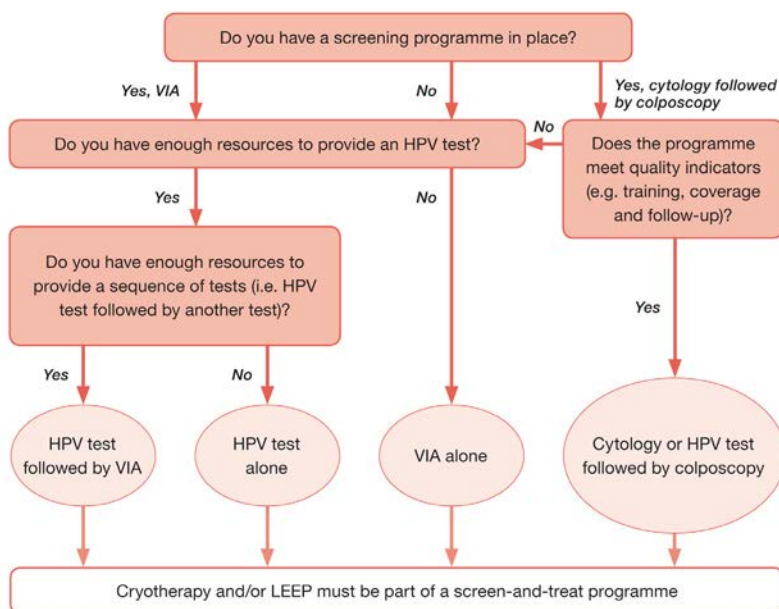 Do you have a screening programme in place?
Yes, VIA
No
Yes, cytology followed
by colposcopy
Do you have enough resources to provide an HPV test?
No
Does the programme
meet quality indicators
(e.g. training, coverage
and follow-up)?
Yes
No
Do you have enough resources to
provide a sequence of tests (i.e. HPV
test followed by another test)?
Yes
Yes
No
HPV test
followed by VIA
HPV test
alone
VIA alone
Cytology or HPV test
followed by colposcopy
Cryotherapy and/or LEEP must be part of a screen-and-treat programme